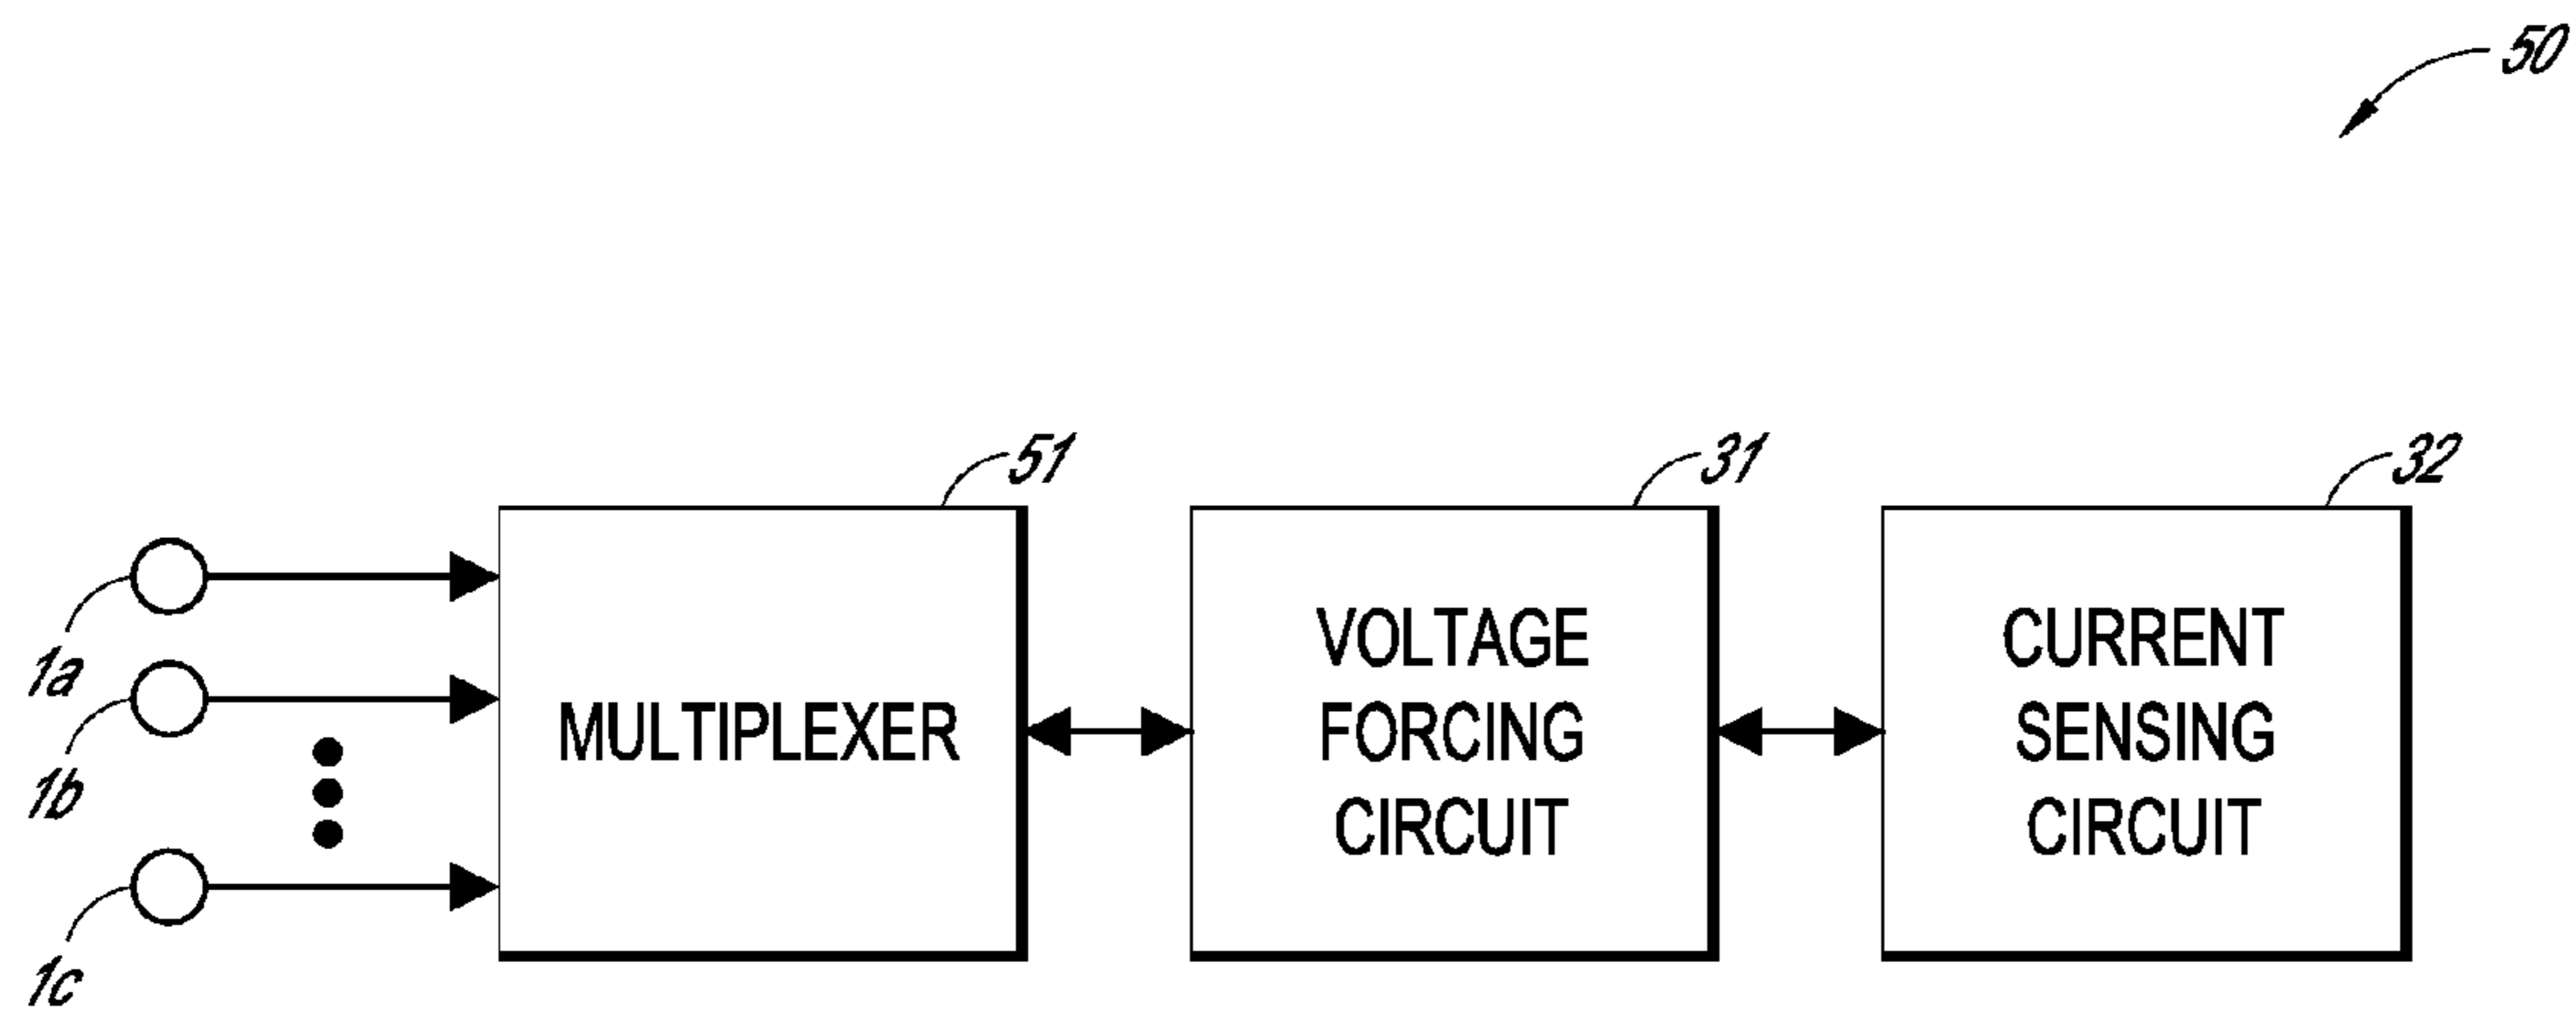 50
51
31
32
1a
1b
1c
MULTIPLEXER
VOLTAGE
FORCING
CIRCUIT
CURRENT
SENSING
CIRCUIT